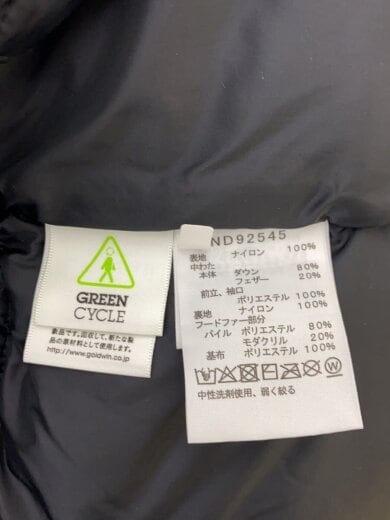 GREEN
CYCLE
象品です。回収して、新たな製
品の原材料として使用します。
http://www.goldwin.co.jp
ND92545
表地 ナイロン 100%
中わた
本体 ダウン 80%
フェザー 20%
前立、袖口
ポリエステル 100%
裏地 ナイロン 100%
フードファー部分
パイル ポリエステル 80%
モダクリル 20%
基布 ポリエステル 100%
中性洗剤使用、弱く絞る